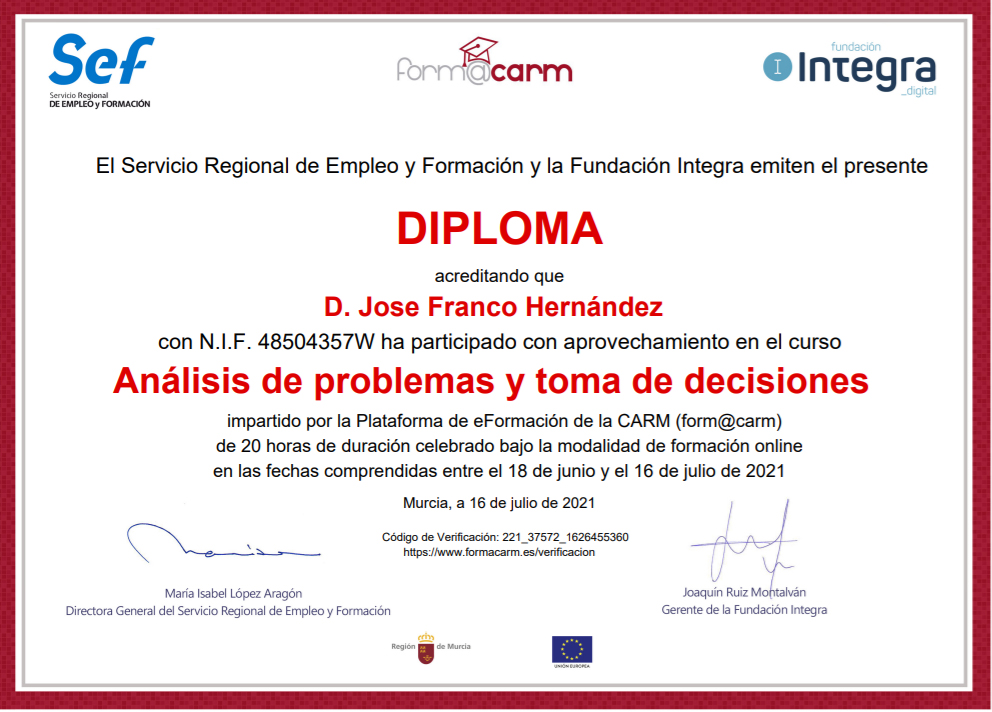 Sef
Servicio Regional
DE EMPLEO y FORMACIÓN
form@carm
fundación
I Integra
_digital
El Servicio Regional de Empleo y Formación y la Fundación Integra emiten el presente
DIPLOMA
acreditando que
D. Jose Franco Hernández
con N.I.F. 48504357W ha participado con aprovechamiento en el curso
Análisis de problemas y toma de decisiones
impartido por la Plataforma de eFormación de la CARM (form@carm)
de 20 horas de duración celebrado bajo la modalidad de formación online
en las fechas comprendidas entre el 18 de junio y el 16 de julio de 2021
Murcia, a 16 de julio de 2021
Código de Verificación: 221_37572_1626455360
https://www.formacarm.es/verificacion
María Isabel López Aragón
Directora General del Servicio Regional de Empleo y Formación
Joaquín Ruiz Montalván
Gerente de la Fundación Integra
Región de Murcia
UNIÓN EUROPEA